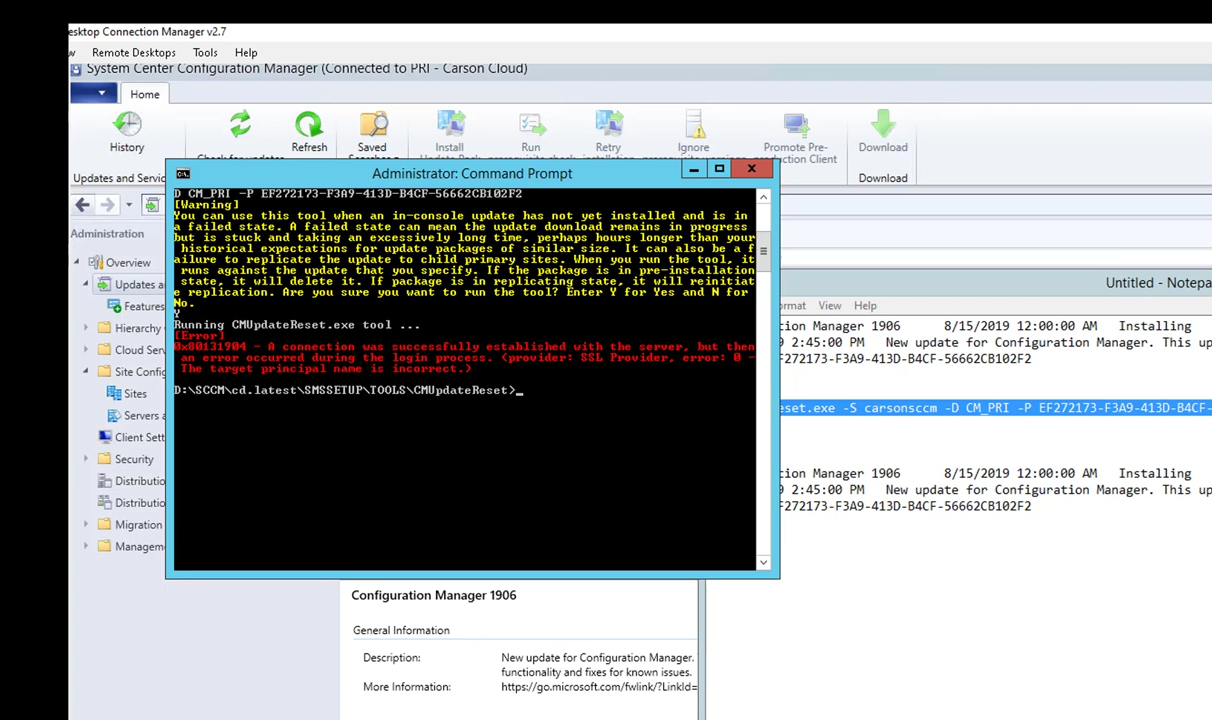 esktop Connection Manager v2.7
w Remote Desktops Tools Help
System Center Configuration Manager (Connected to PRI - Carson Cloud)
Home
History
Refresh
Saved
Install
Run
Retry
Ignore
Promote Pre-
Download
oduction Client
Updates and Servic
Download
Administrator: Command Prompt
D CM_PRI -P EF272173-F3A9-413D-B4CF-56662CB102F2
[Warning]
You can use this tool when an in-console update has not yet installed and is in
a failed state. A failed state can mean the update download remains in progress
but is stuck and taking an excessively long time, perhaps hours longer than your
historical expectations for update packages of similar size. It can also be a f
ailure to replicate the update to child primary sites. When you run the tool, it
runs against the update that you specify. If the package is in pre-installation
state, it will delete it. If package is in replicating state, it will reinitiat
e replication. Are you sure you want to run the tool? Enter Y for Yes and N for
No.
Y
Running CMUpdateReset.exe tool ...
[Error]
0x80131904 - A connection was successfully established with the server, but then
an error occurred during the login process. (provider: SSL Provider, error: 0 -
The target principal name is incorrect.)
D:\SCCM\cd.latest\SMSSETUP\TOOLS\CMUpdateReset>_
Administration
Overview
Updates a
Features
Hierarchy
Cloud Serv
Site Config
Sites
Servers a
Client Sett
Security
Distributio
Distributio
Migration
Manageme
Untitled - Notepa
ormat View Help
tion Manager 1906 8/15/2019 12:00:00 AM Installing
9 2:45:00 PM New update for Configuration Manager. This up
F272173-F3A9-413D-B4CF-56662CB102F2
eset.exe -S carsonsccm -D CM_PRI -P EF272173-F3A9-413D-B4CF-
tion Manager 1906 8/15/2019 12:00:00 AM Installing
9 2:45:00 PM New update for Configuration Manager. This up
F272173-F3A9-413D-B4CF-56662CB102F2
Configuration Manager 1906
General Information
Description: New update for Configuration Manager.
functionality and fixes for known issues.
More Information: https://go.microsoft.com/fwlink/?LinkId=